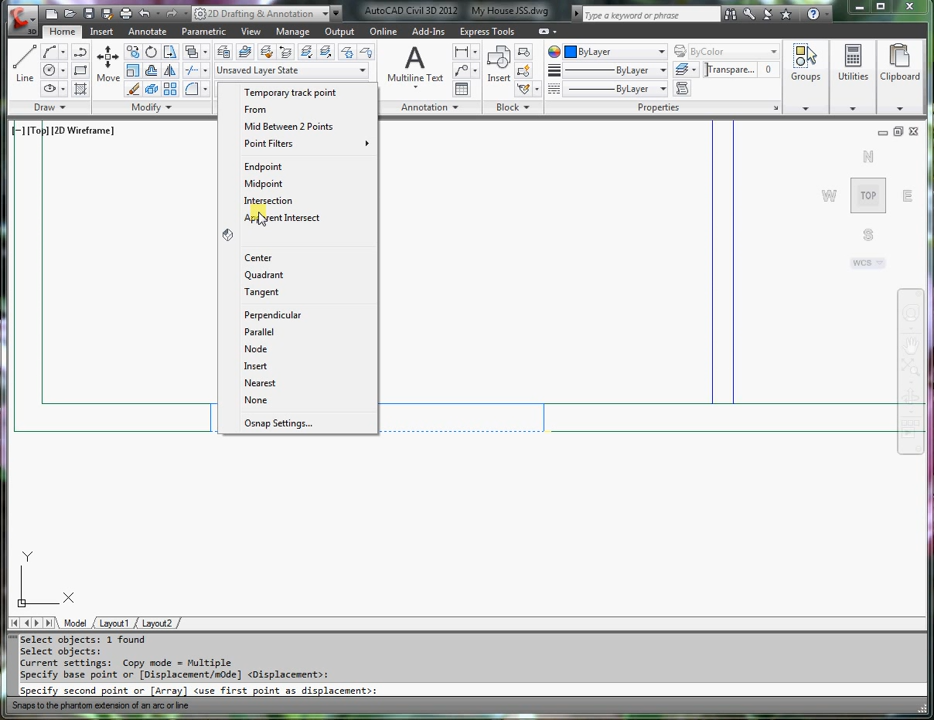 2D Drafting & Annotation
AutoCAD Civil 3D 2012 My House JSS.dwg
Type a keyword or phrase
3D
Home Insert Annotate Parametric View Manage Output Online Add-Ins Express Tools
Line
Move
Unsaved Layer State
Multiline Text
Insert
ByLayer
ByLayer
ByLayer
ByColor
Transpare... 0
Groups
Utilities
Clipboard
Draw
Modify
Annotation
Block
Properties
[−] [Top] [2D Wireframe]
Temporary track point
From
Mid Between 2 Points
Point Filters
Endpoint
Midpoint
Intersection
Apparent Intersect
Center
Quadrant
Tangent
Perpendicular
Parallel
Node
Insert
Nearest
None
Osnap Settings...
N
W TOP E
S
WCS
Y
X
Model Layout1 Layout2
Select objects: 1 found
Select objects:
Current settings: Copy mode = Multiple
Specify base point or [Displacement/mOde] <Displacement>:
Specify second point or [Array] <use first point as displacement>:
Snaps to the phantom extension of an arc or line